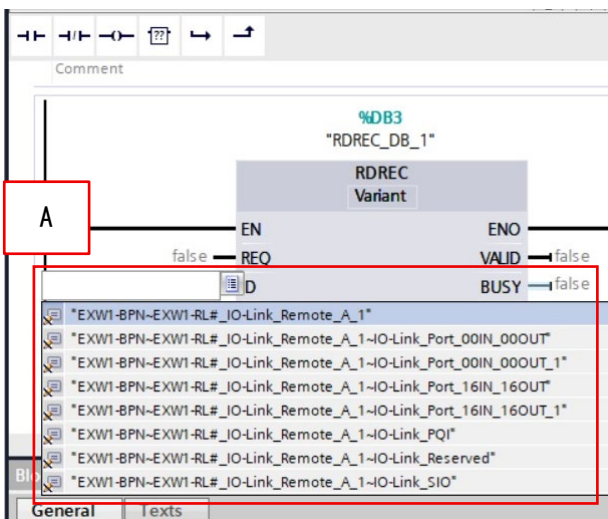 ??
Comment
%DB3
"RDREC_DB_1"
RDREC
Variant
A
EN ENO
false REQ VALID false
D BUSY false
"EXW1-BPN~EXW1-RL#_IO-Link_Remote_A_1"
"EXW1-BPN~EXW1-RL#_IO-Link_Remote_A_1~IO-Link_Port_00IN_00OUT"
"EXW1-BPN~EXW1-RL#_IO-Link_Remote_A_1~IO-Link_Port_00IN_00OUT_1"
"EXW1-BPN~EXW1-RL#_IO-Link_Remote_A_1~IO-Link_Port_16IN_16OUT"
"EXW1-BPN~EXW1-RL#_IO-Link_Remote_A_1~IO-Link_Port_16IN_16OUT_1"
"EXW1-BPN~EXW1-RL#_IO-Link_Remote_A_1~IO-Link_PQI"
"EXW1-BPN~EXW1-RL#_IO-Link_Remote_A_1~IO-Link_Reserved"
"EXW1-BPN~EXW1-RL#_IO-Link_Remote_A_1~IO-Link_SIO"
General Texts